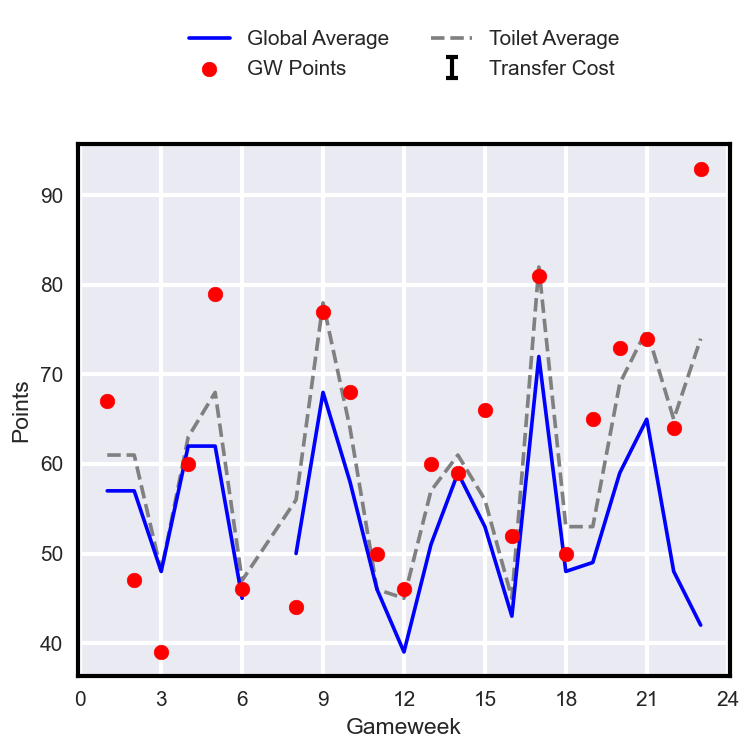 Global Average
Toilet Average
GW Points
Transfer Cost
90
80
70
60
50
40
Points
0 3 6 9 12 15 18 21 24
Gameweek